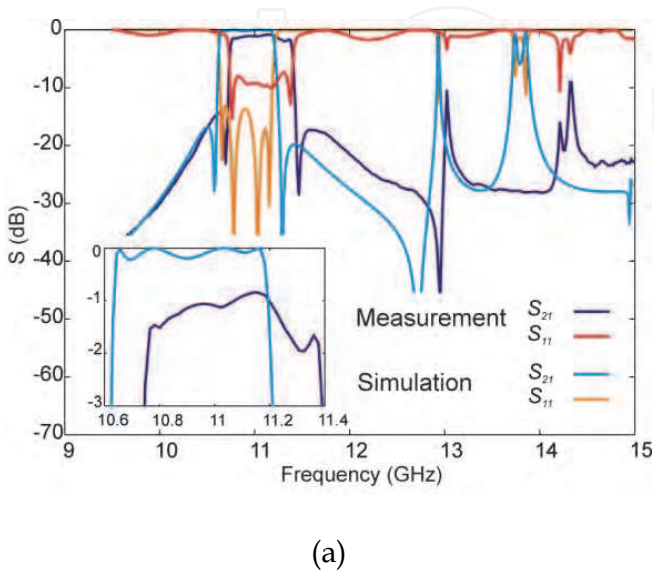 0
-10
-20
-30
-40
-50
-60
-70
S (dB)
0
-1
-2
-3
10.6 10.8 11 11.2 11.4
Measurement
S21
S11
Simulation
S21
S11
9 10 11 12 13 14 15
Frequency (GHz)
(a)